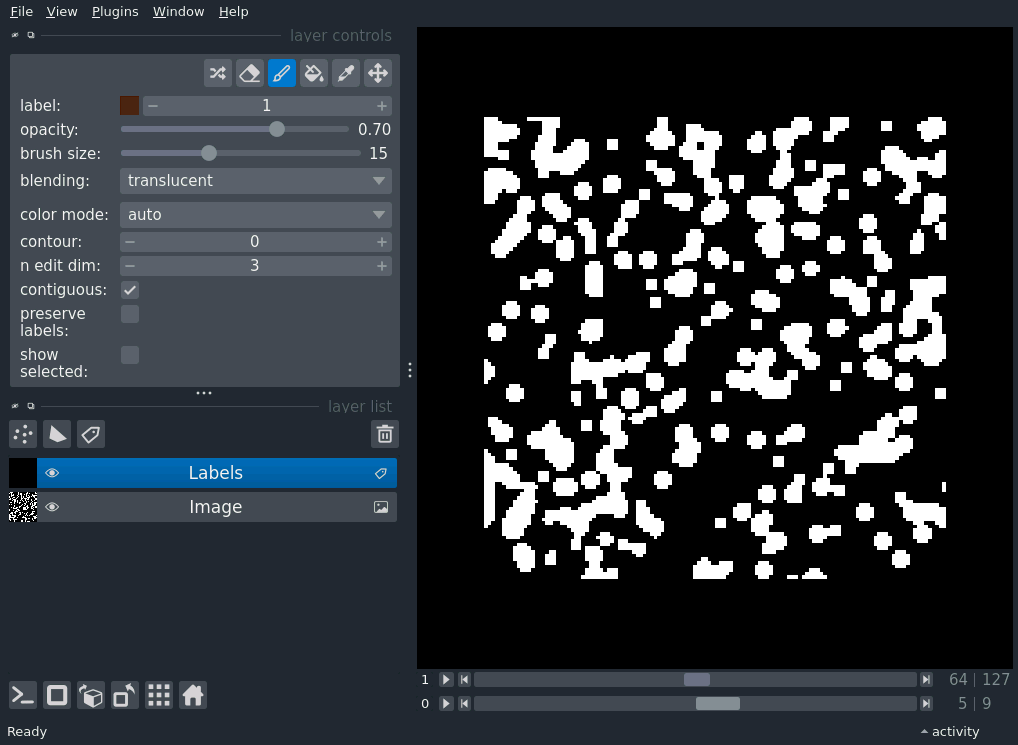 File View Plugins Window Help
layer controls
label: 1
opacity: 0.70
brush size: 15
blending: translucent
color mode: auto
contour: 0
n edit dim: 3
contiguous:
preserve
labels:
show
selected:
layer list
Labels
Image
1 64 127
0 5 9
Ready activity